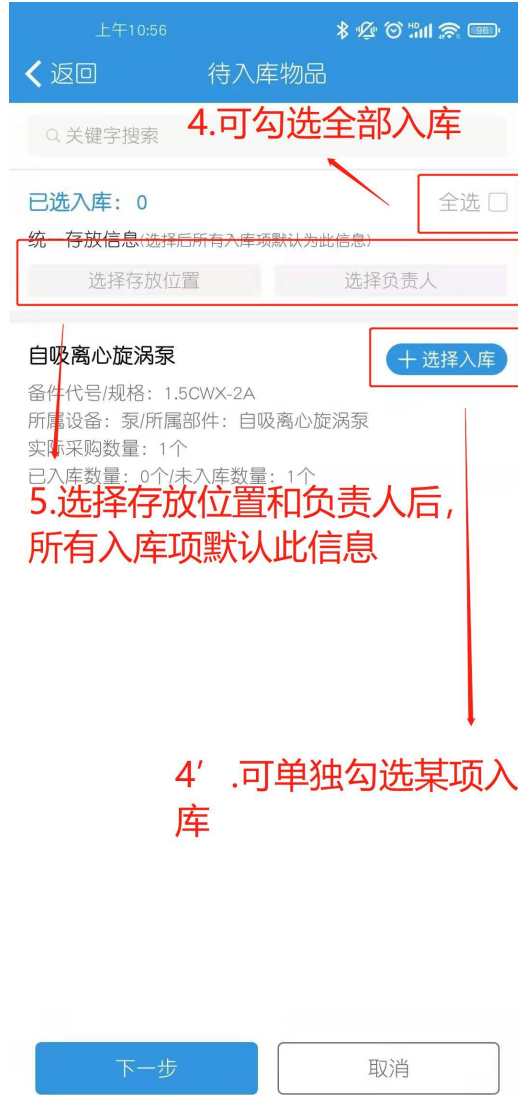 上午10:56
96
返回
待入库物品
关键字搜索
4.可勾选全部入库
已选入库：0
全选
统一存放信息(选择后所有入库项默认为此信息)
选择存放位置
选择负责人
自吸离心旋涡泵
选择入库
备件代号/规格：1.5CWX-2A
所属设备：泵/所属部件：自吸离心旋涡泵
实际采购数量：1个
已入库数量：0个/未入库数量：1个
5.选择存放位置和负责人后，
所有入库项默认此信息
4′.可单独勾选某项入
库
下一步
取消